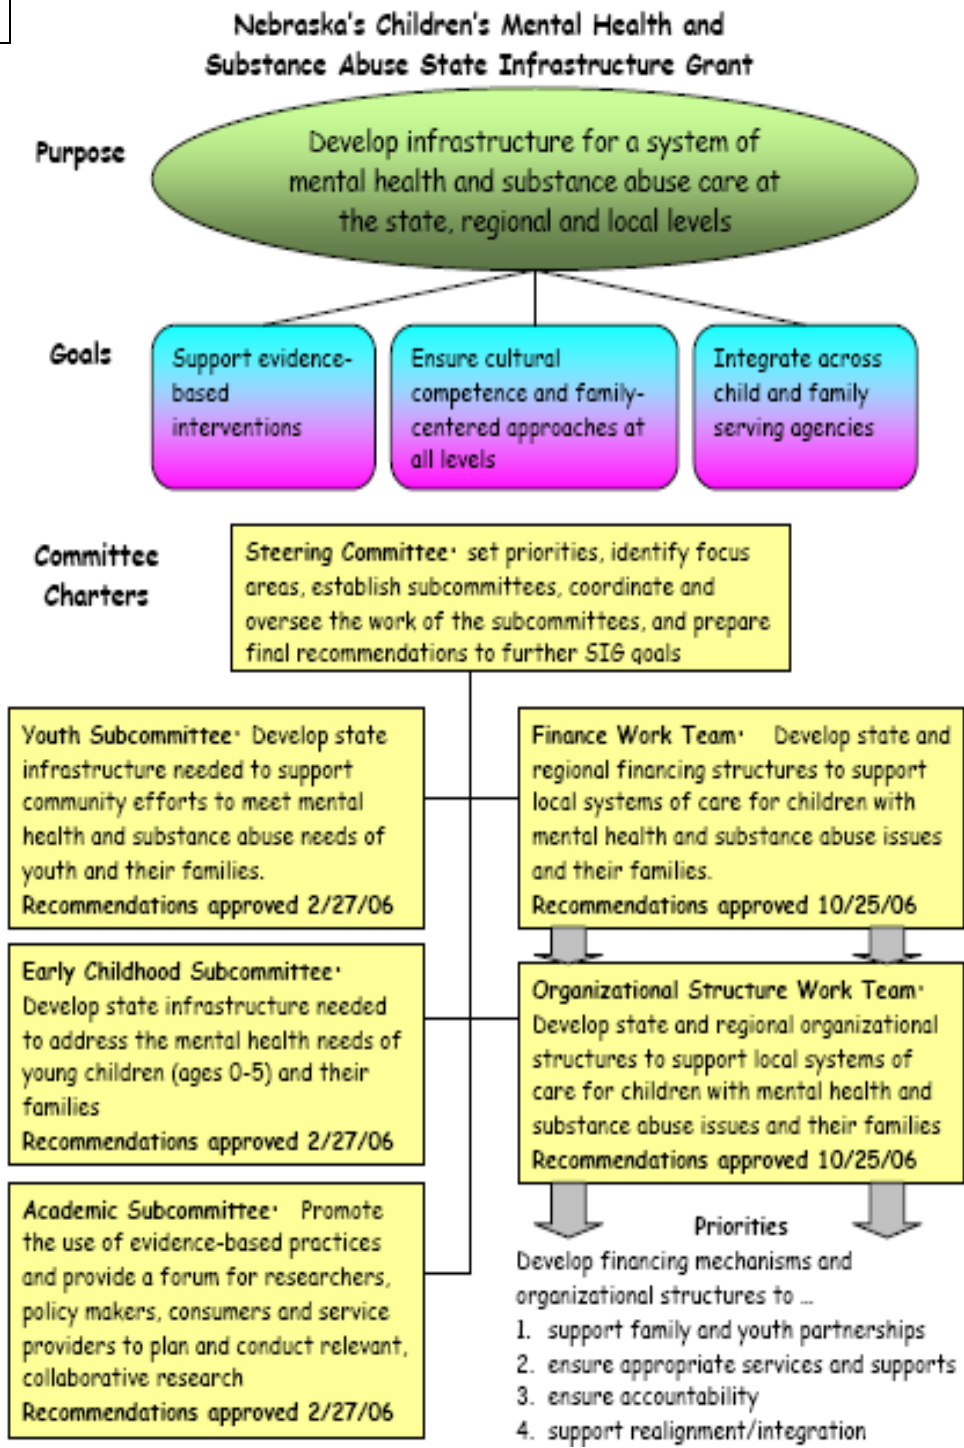 Nebraska's Children's Mental Health and
Substance Abuse State Infrastructure Grant
Purpose
Develop infrastructure for a system of
mental health and substance abuse care at
the state, regional and local levels
Goals
Support evidence-
based
interventions
Ensure cultural
competence and family-
centered approaches at
all levels
Integrate across
child and family
serving agencies
Committee
Charters
Steering Committee· set priorities, identify focus
areas, establish subcommittees, coordinate and
oversee the work of the subcommittees, and prepare
final recommendations to further SIG goals
Youth Subcommittee· Develop state
infrastructure needed to support
community efforts to meet mental
health and substance abuse needs of
youth and their families.
Recommendations approved 2/27/06
Early Childhood Subcommittee·
Develop state infrastructure needed
to address the mental health needs of
young children (ages 0-5) and their
families
Recommendations approved 2/27/06
Academic Subcommittee· Promote
the use of evidence-based practices
and provide a forum for researchers,
policy makers, consumers and service
providers to plan and conduct relevant,
collaborative research
Recommendations approved 2/27/06
Finance Work Team· Develop state and
regional financing structures to support
local systems of care for children with
mental health and substance abuse issues
and their families.
Recommendations approved 10/25/06
Organizational Structure Work Team·
Develop state and regional organizational
structures to support local systems of
care for children with mental health and
substance abuse issues and their families
Recommendations approved 10/25/06
Priorities
Develop financing mechanisms and
organizational structures to ...
1. support family and youth partnerships
2. ensure appropriate services and supports
3. ensure accountability
4. support realignment/integration